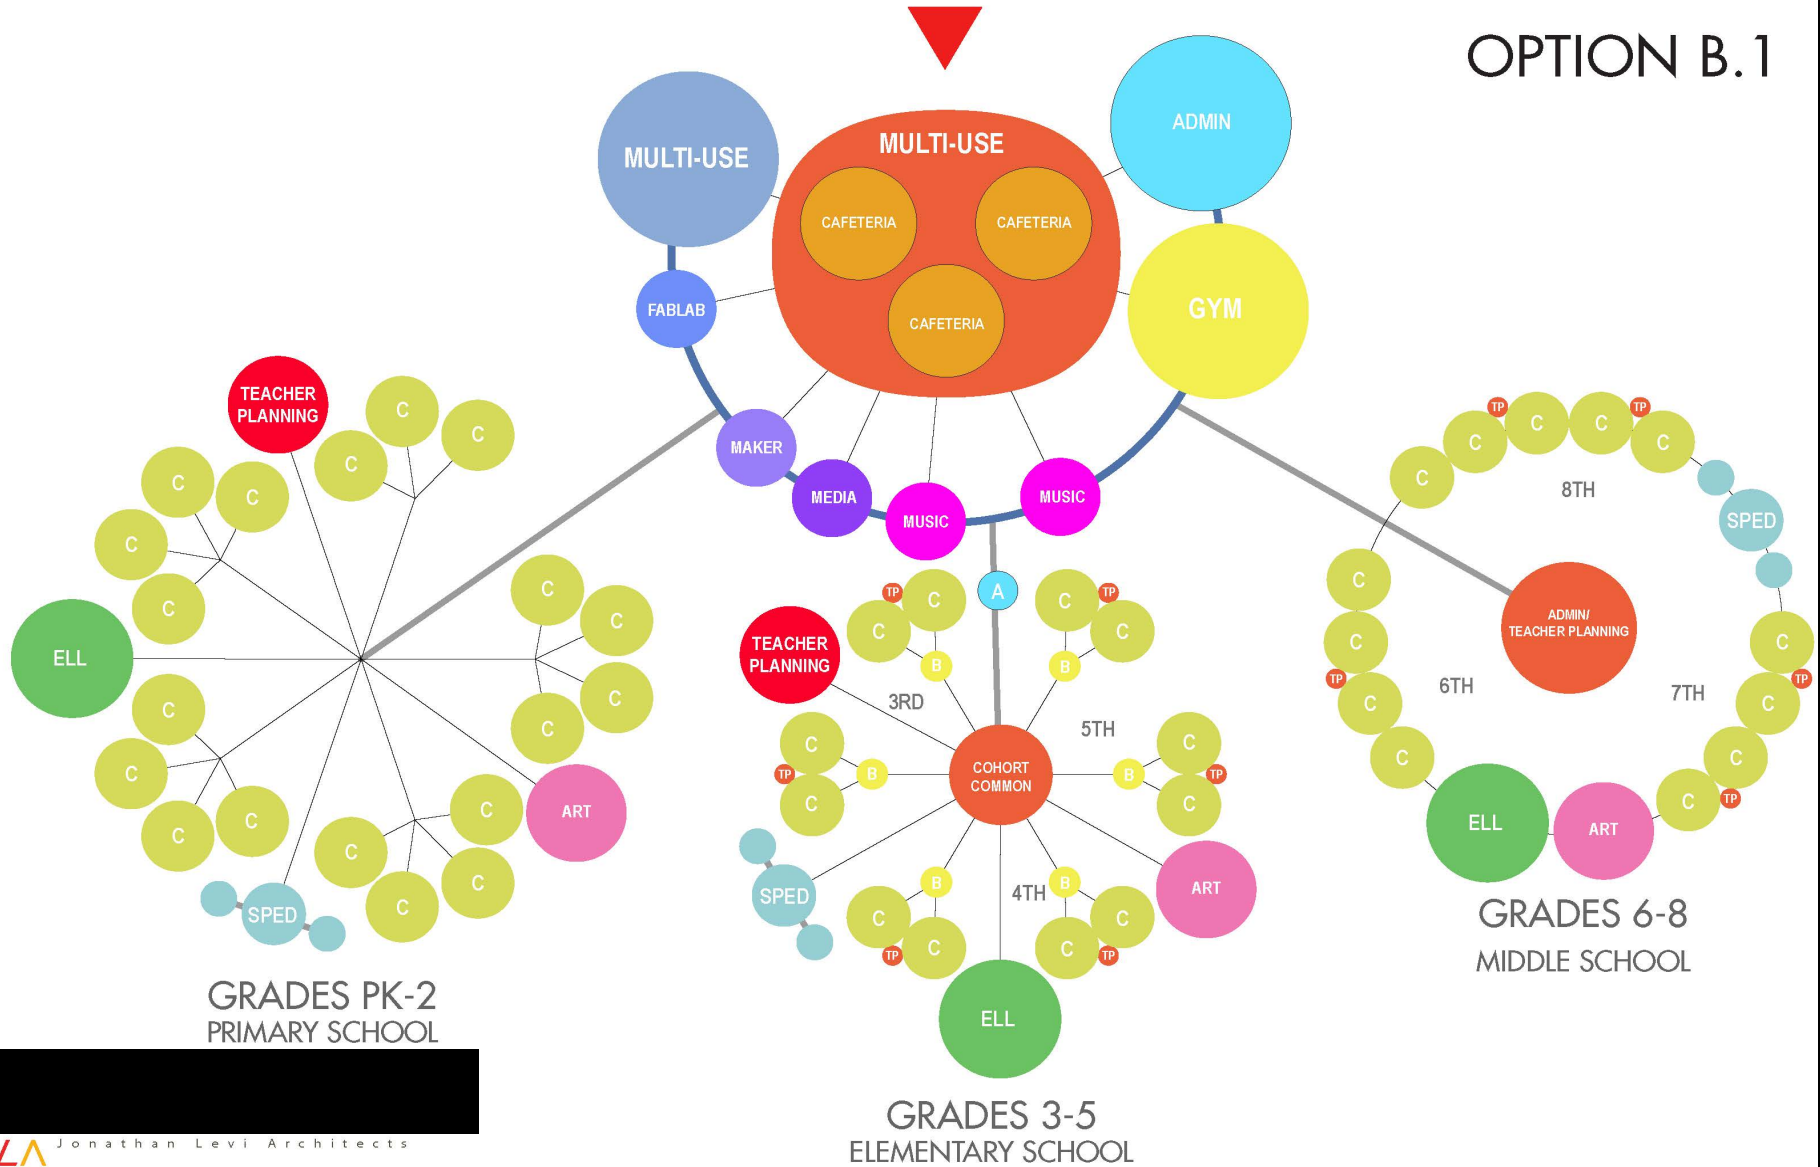 OPTION B.1
MULTI-USE
MULTI-USE
ADMIN
CAFETERIA
CAFETERIA
CAFETERIA
FABLAB
GYM
MAKER
MEDIA
MUSIC
MUSIC
TEACHER
PLANNING
C
C
C
C
C
C
C
ELL
C
C
C
C
C
C
C
C
C
C
C
C
ART
C
C
C
C
SPED
GRADES PK-2
PRIMARY SCHOOL
A
TEACHER
PLANNING
TP
C
C
B
3RD
TP
C
C
B
5TH
C
TP
C
B
COHORT
COMMON
B
C
TP
C
SPED
B
C
C
TP
4TH
B
C
C
TP
ART
ELL
GRADES 3-5
ELEMENTARY SCHOOL
TP
TP
C
C
C
C
C
8TH
SPED
C
C
TP
C
C
6TH
ADMIN/
TEACHER PLANNING
7TH
C
TP
C
C
C
TP
ELL
ART
GRADES 6-8
MIDDLE SCHOOL
LA
Jonathan Levi Architects